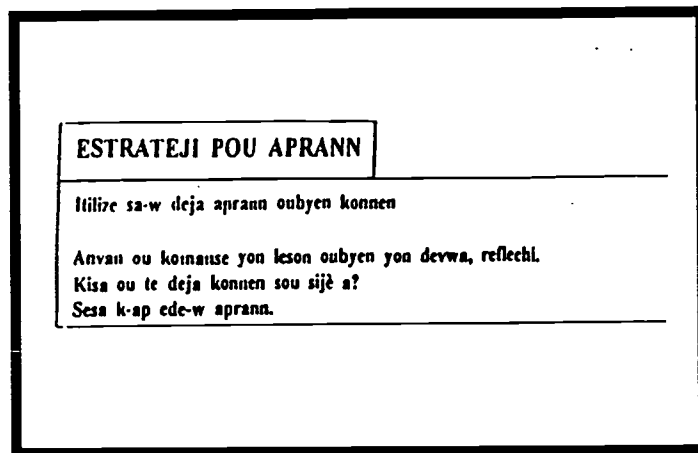 ESTRATEJI POU APRANN
Itilize sa-w deja aprann oubyen konnen
Anvan ou komanse yon leson oubyen yon devwa, reflechi.
Kisa ou te deja konnen sou sijè a?
Sesa k-ap ede-w aprann.